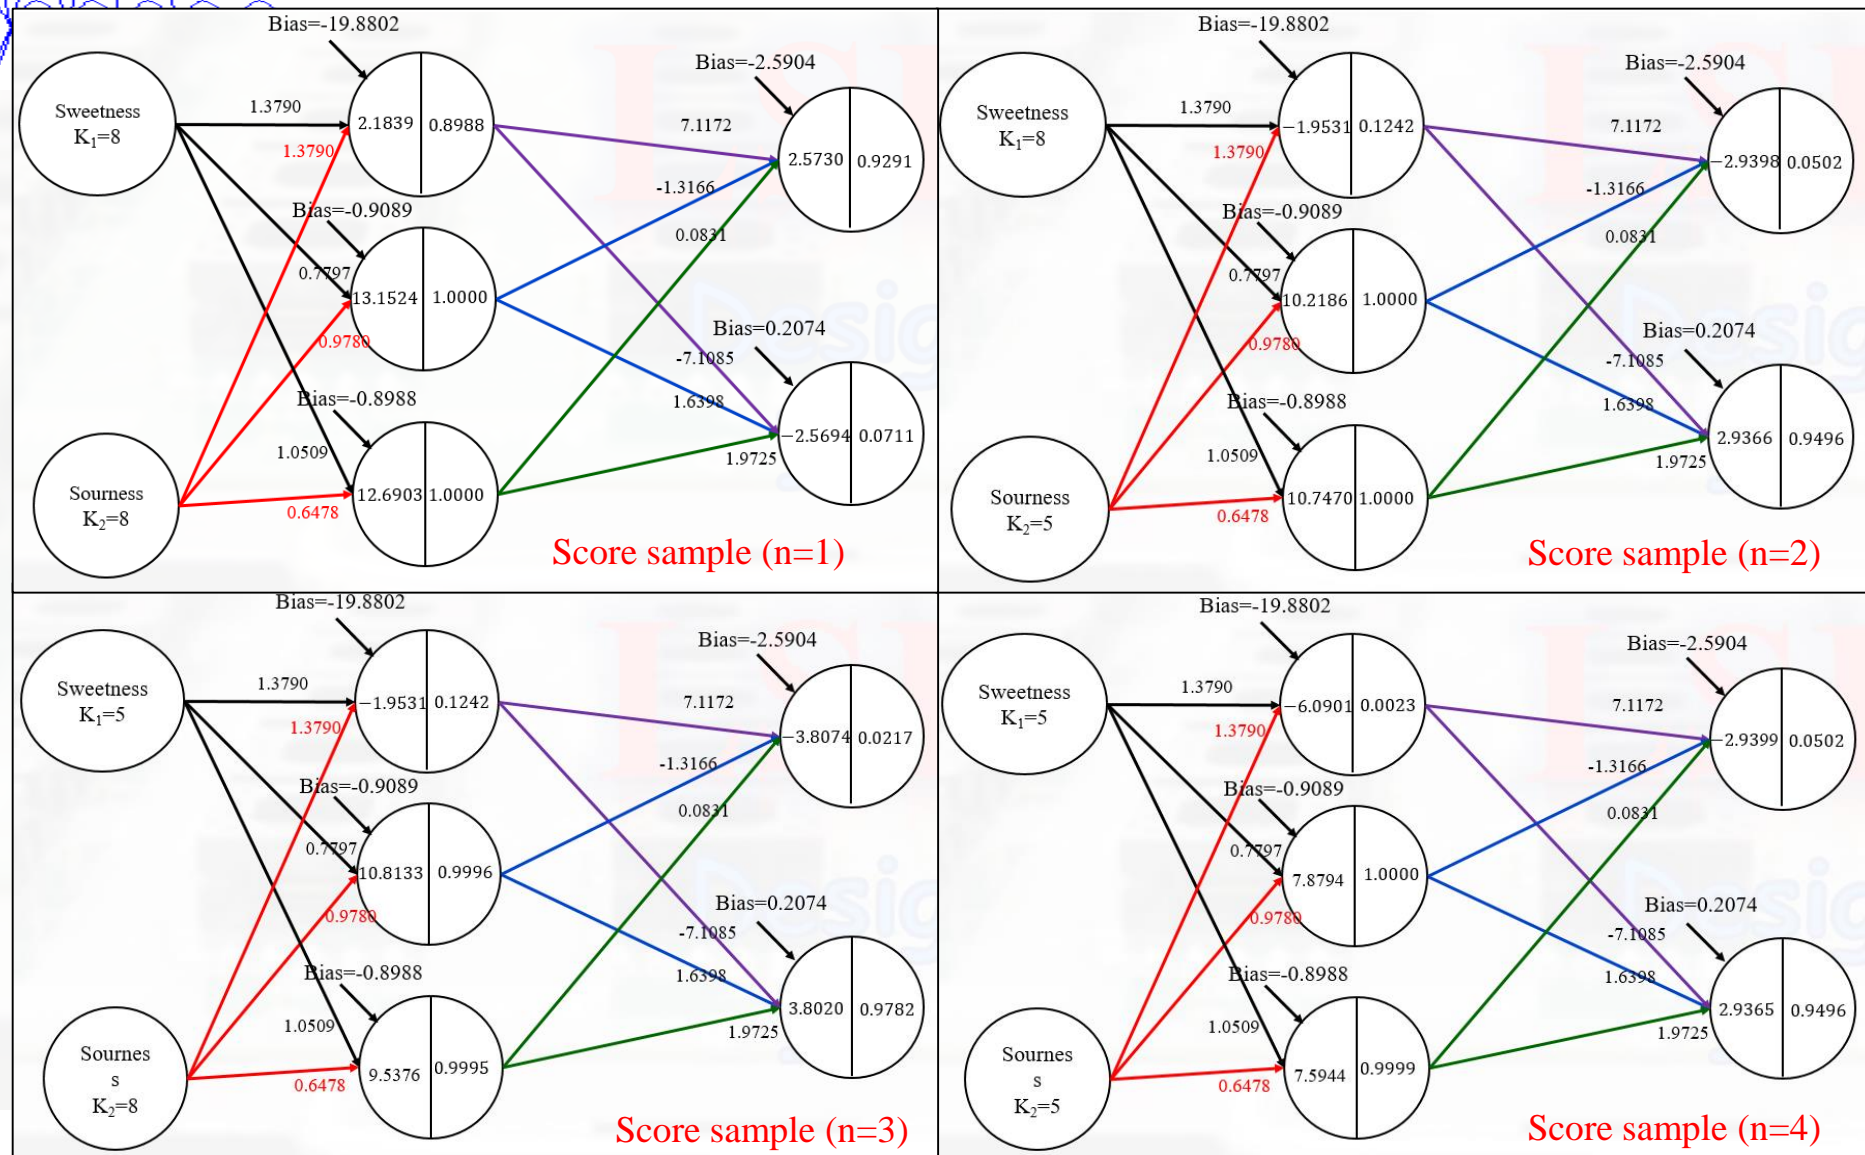 Bias=-19.8802
Bias=-2.5904
Sweetness
K₁=8
1.3790
2.1839 0.8988
7.1172
1.3790
2.5730 0.9291
-1.3166
Bias=-0.9089
0.0831
0.7797
13.1524 1.0000
Bias=0.2074
0.9780
-7.1085
Bias=-0.8988
1.6398
-2.5694 0.0711
1.0509
1.9725
Sourness
K₂=8
12.6903 1.0000
0.6478
Score sample (n=1)
Bias=-19.8802
Bias=-2.5904
Sweetness
K₁=8
1.3790
-1.9531 0.1242
7.1172
1.3790
-2.9398 0.0502
-1.3166
Bias=-0.9089
0.0831
0.7797
10.2186 1.0000
Bias=0.2074
0.9780
-7.1085
Bias=-0.8988
1.6398
2.9366 0.9496
1.0509
1.9725
Sourness
K₂=5
10.7470 1.0000
0.6478
Score sample (n=2)
Bias=-19.8802
Bias=-2.5904
Sweetness
K₁=5
1.3790
-1.9531 0.1242
7.1172
1.3790
-3.8074 0.0217
-1.3166
Bias=-0.9089
0.0831
0.7797
10.8133 0.9996
Bias=0.2074
0.9780
-7.1085
Bias=-0.8988
1.6398
3.8020 0.9782
1.0509
1.9725
Sournes
s
K₂=8
9.5376 0.9995
0.6478
Score sample (n=3)
Bias=-19.8802
Bias=-2.5904
Sweetness
K₁=5
1.3790
-6.0901 0.0023
7.1172
1.3790
-2.9399 0.0502
-1.3166
Bias=-0.9089
0.0831
0.7797
7.8794 1.0000
Bias=0.2074
0.9780
-7.1085
Bias=-0.8988
1.6398
2.9365 0.9496
1.0509
1.9725
Sournes
s
K₂=5
7.5944 0.9999
0.6478
Score sample (n=4)